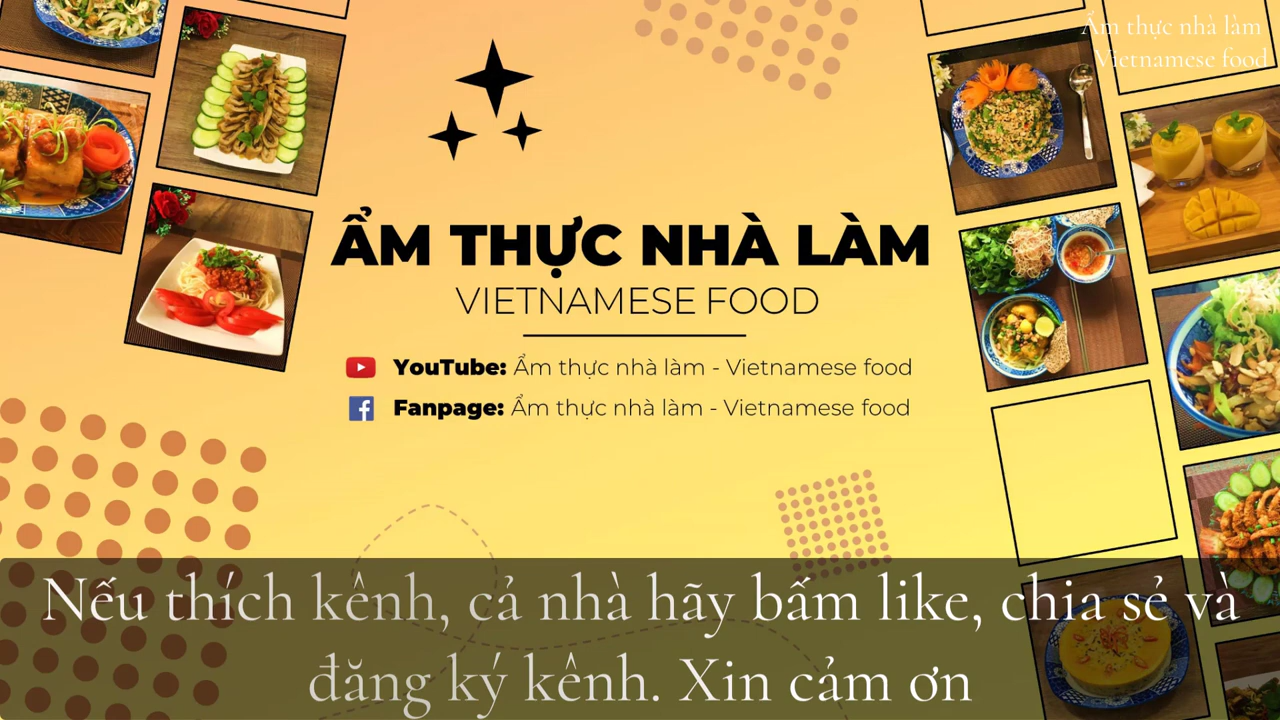 Ẩm thực nhà làm
Vietnamese food
ẨM THỰC NHÀ LÀM
VIETNAMESE FOOD
YouTube: Ẩm thực nhà làm - Vietnamese food
Fanpage: Ẩm thực nhà làm - Vietnamese food
Nếu thích kênh, cả nhà hãy bấm like, chia sẻ và
đăng ký kênh. Xin cảm ơn